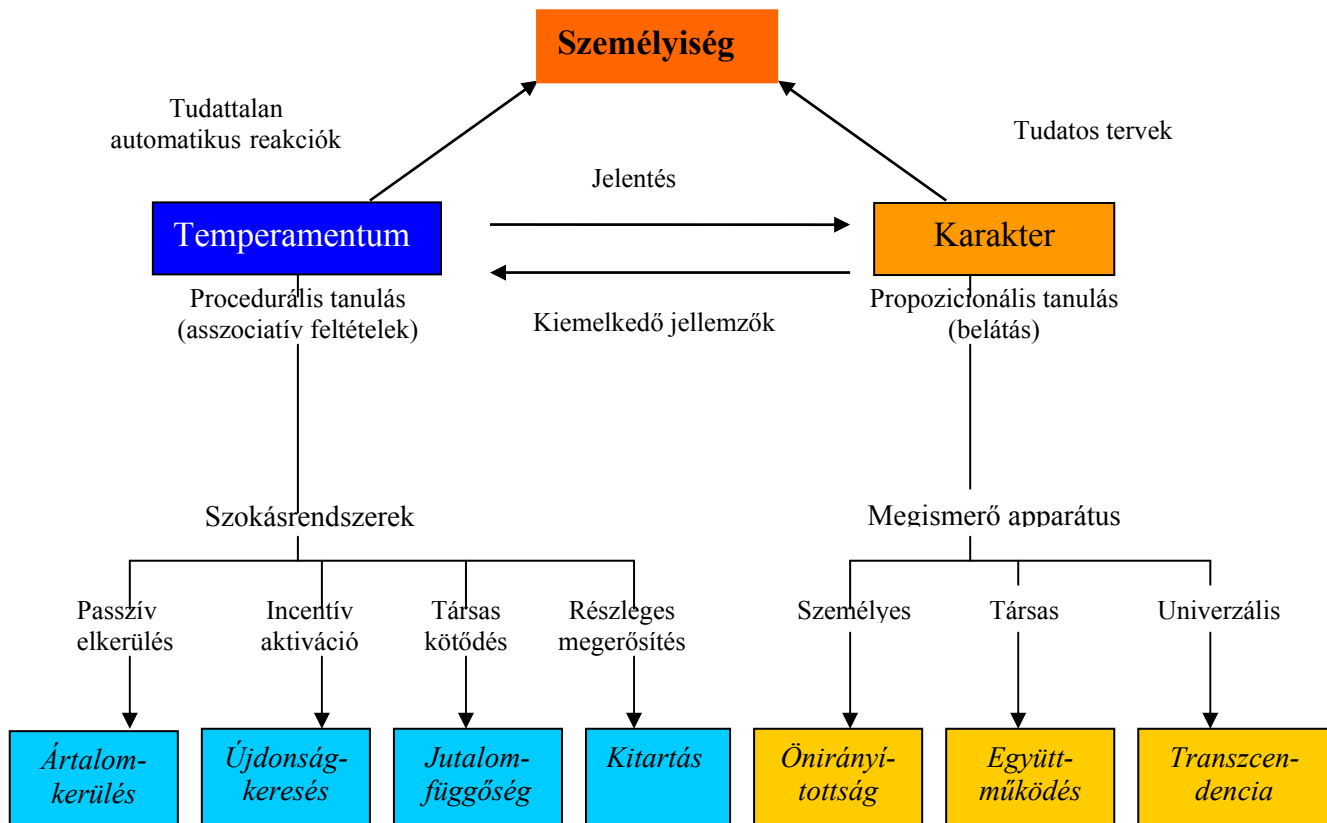 Személyiség
Tudattalan
automatikus reakciók
Tudatos tervek
Jelentés
Temperamentum
Karakter
Procedurális tanulás
(asszociatív feltételek)
Kiemelkedő jellemzők
Propozicionális tanulás
(belátás)
Szokásrendszerek
Megismerő apparátus
Passzív
elkerülés
Incentív
aktiváció
Társas
kötődés
Részleges
megerősítés
Személyes
Társas
Univerzális
Ártalom-
kerülés
Újdonság-
keresés
Jutalom-
függőség
Kitartás
Önirányí-
tottság
Együtt-
működés
Transzcen-
dencia